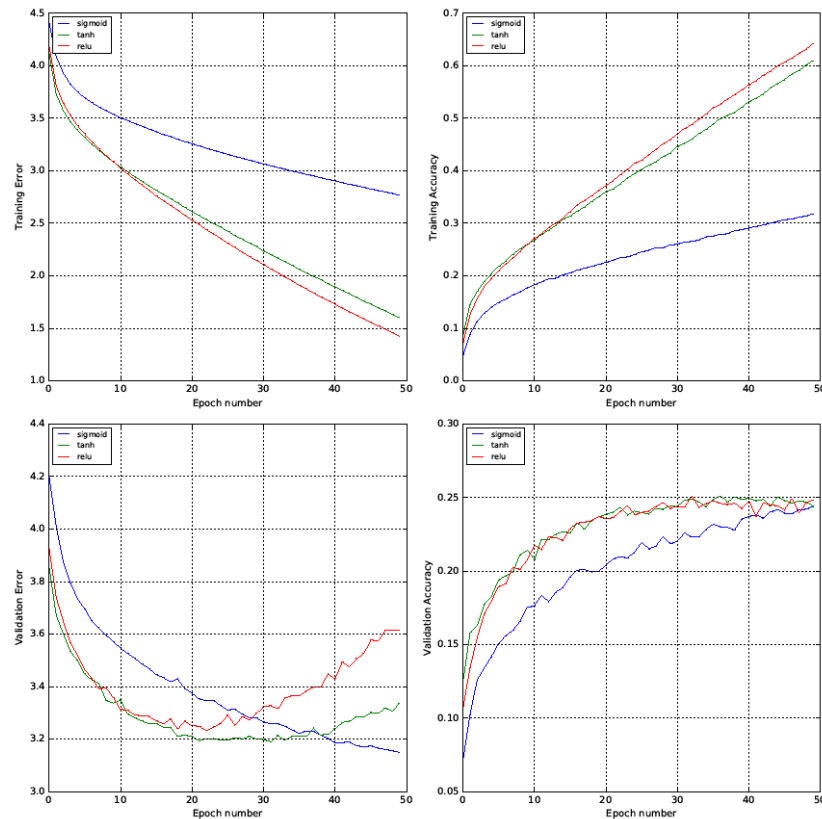 4.5
4.0
3.5
3.0
2.5
2.0
1.5
1.0
Training Error
sigmoid
tanh
relu
0 10 20 30 40 50
Epoch number
0.7
0.6
0.5
0.4
0.3
0.2
0.1
0.0
Training Accuracy
sigmoid
tanh
relu
0 10 20 30 40 50
Epoch number
4.4
4.2
4.0
3.8
3.6
3.4
3.2
3.0
Validation Error
sigmoid
tanh
relu
0 10 20 30 40 50
Epoch number
0.30
0.25
0.20
0.15
0.10
0.05
Validation Accuracy
sigmoid
tanh
relu
0 10 20 30 40 50
Epoch number